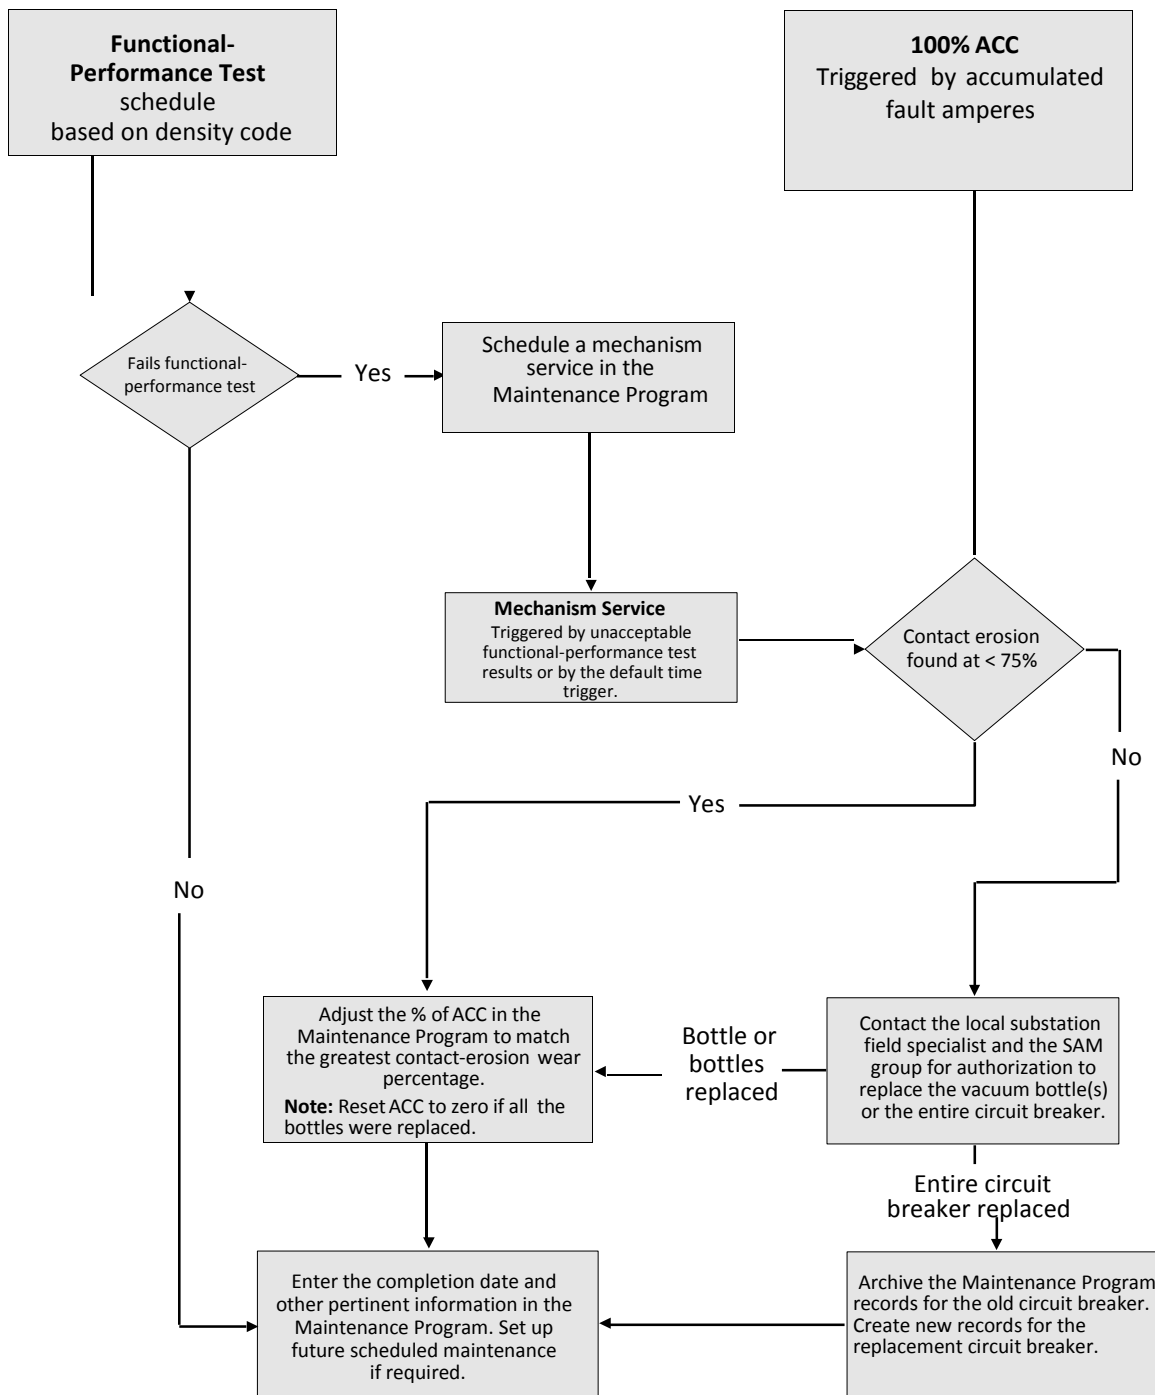 Functional-
Performance Test
schedule
based on density code
100% ACC
Triggered by accumulated
fault amperes
Fails functional-
performance test
Yes
Schedule a mechanism
service in the
Maintenance Program
Mechanism Service
Triggered by unacceptable
functional-performance test
results or by the default time
trigger.
Contact erosion
found at < 75%
No
Yes
No
Adjust the % of ACC in the
Maintenance Program to match
the greatest contact-erosion wear
percentage.
Note: Reset ACC to zero if all the
bottles were replaced.
Bottle or
bottles
replaced
Contact the local substation
field specialist and the SAM
group for authorization to
replace the vacuum bottle(s)
or the entire circuit breaker.
Entire circuit
breaker replaced
Enter the completion date and
other pertinent information in the
Maintenance Program. Set up
future scheduled maintenance
if required.
Archive the Maintenance Program
records for the old circuit breaker.
Create new records for the
replacement circuit breaker.